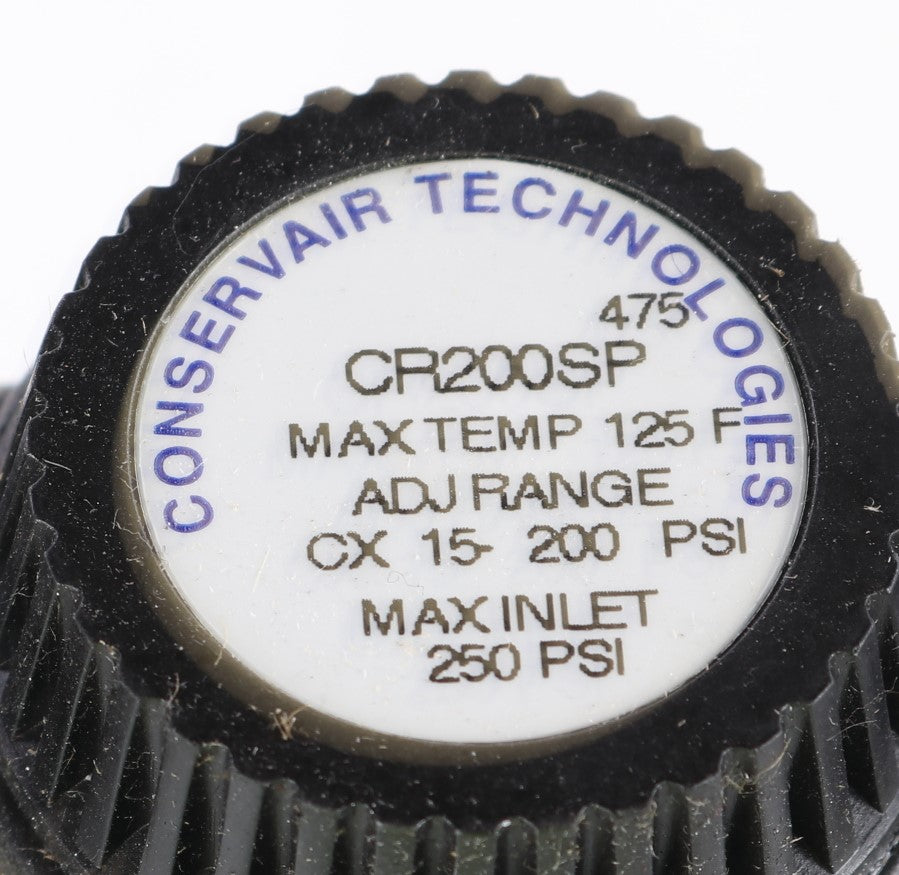 CONSERVAIR TECHNOLOGIES
475
CR200SP
MAX TEMP 125 F
ADJ RANGE
CX 15- 200 PSI
MAX INLET
250 PSI